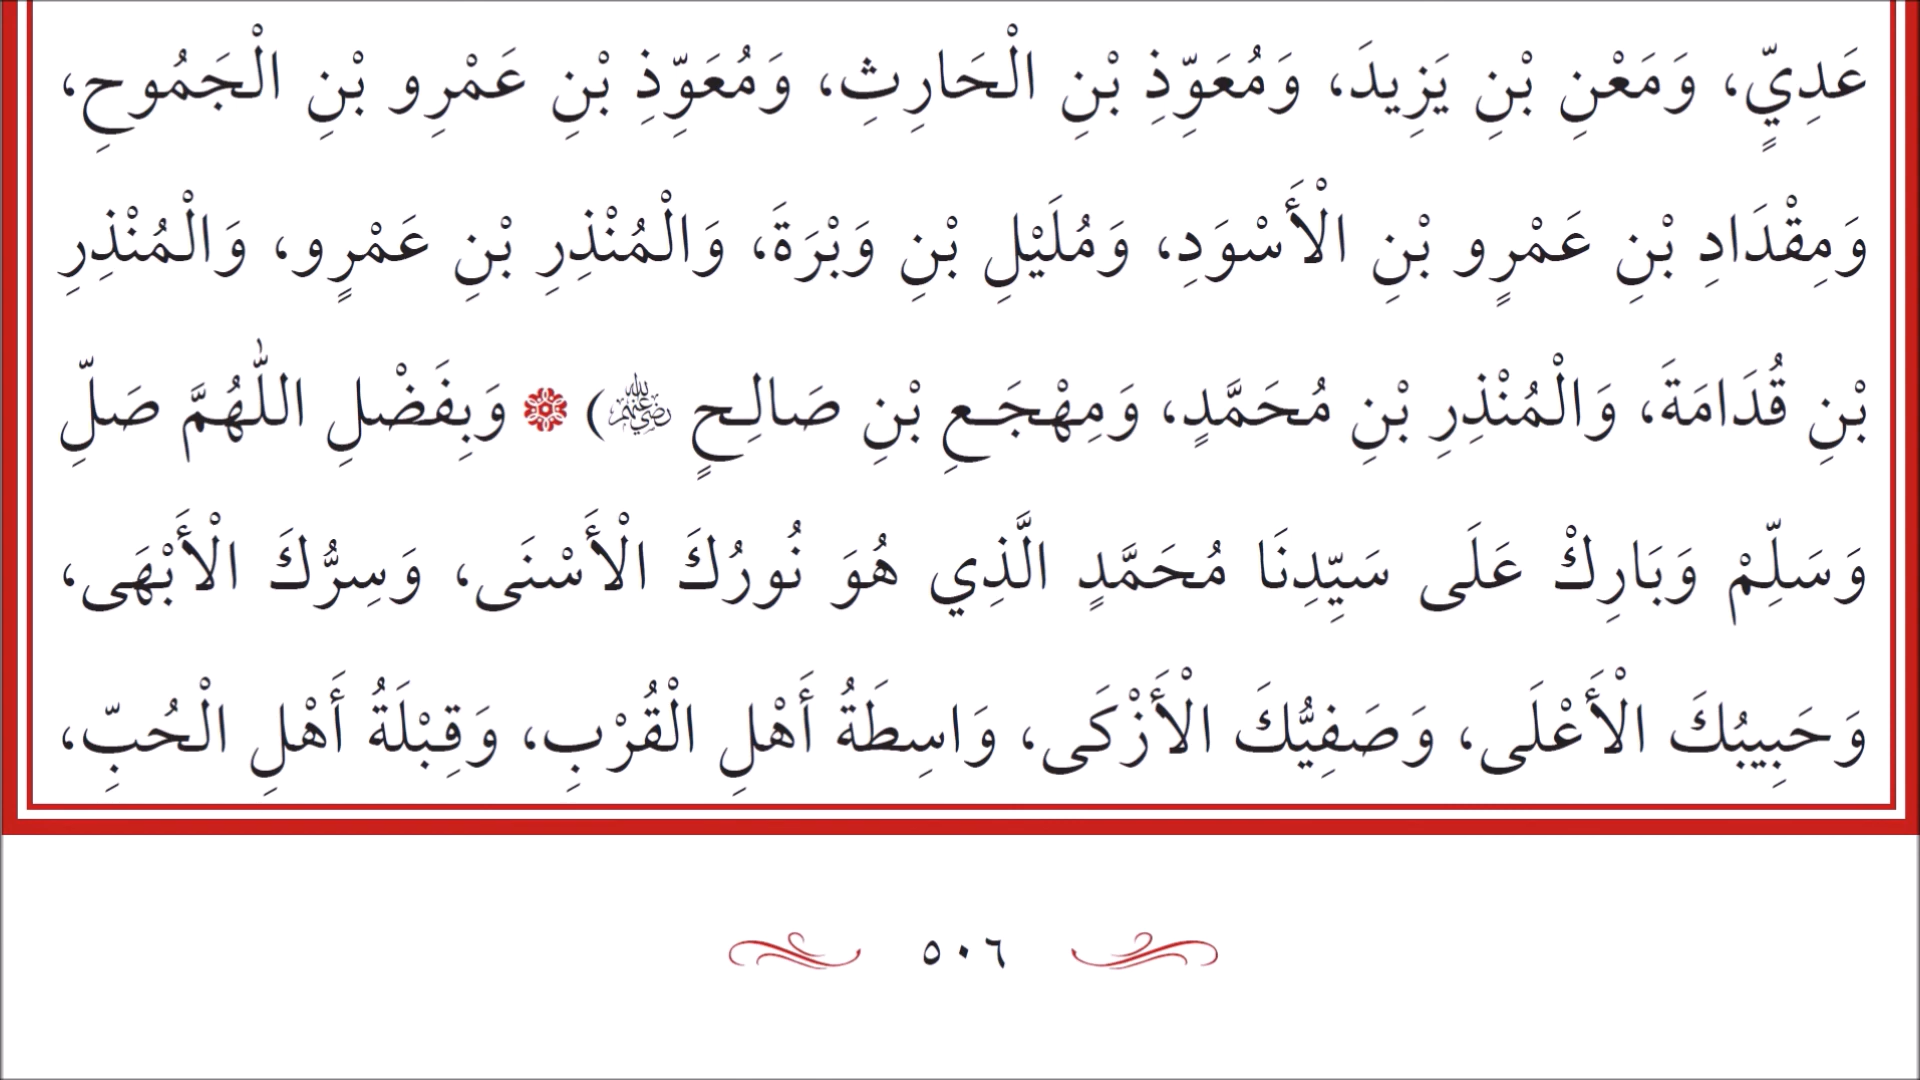 عَدِيٍّ، وَمَعْنِ بْنِ يَزِيدَ، وَمُعَوِّذِ بْنِ الْحَارِثِ، وَمُعَوِّذِ بْنِ عَمْرِو بْنِ الْجَمُوحِ،
وَمِقْدَادِ بْنِ عَمْرٍو بْنِ الْأَسْوَدِ، وَمُلَيْلِ بْنِ وَبْرَةَ، وَالْمُنْذِرِ بْنِ عَمْرٍو، وَالْمُنْذِرِ
بْنِ قُدَامَةَ، وَالْمُنْذِرِ بْنِ مُحَمَّدٍ، وَمِهْجَعِ بْنِ صَالِحٍ رضي الله عنهم) وَبِفَضْلِ اللّٰهُمَّ صَلِّ
وَسَلِّمْ وَبَارِكْ عَلَى سَيِّدِنَا مُحَمَّدٍ الَّذِي هُوَ نُورُكَ الْأَسْنَى، وَسِرُّكَ الْأَبْهَى،
وَحَبِيبُكَ الْأَعْلَى، وَصَفِيُّكَ الْأَزْكَى، وَاسِطَةُ أَهْلِ الْقُرْبِ، وَقِبْلَةُ أَهْلِ الْحُبِّ،
٥٠٦